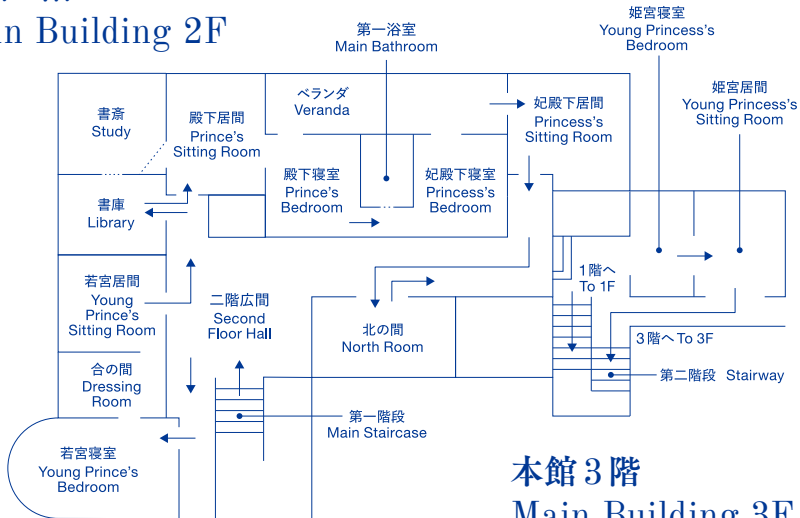 in Building 2F
第一浴室
Main Bathroom
姫宮寝室
Young Princess's
Bedroom
姫宮居間
Young Princess's
Sitting Room
書斎
Study
殿下居間
Prince's
Sitting Room
ベランダ
Veranda
妃殿下居間
Princess's
Sitting Room
書庫
Library
殿下寝室
Prince's
Bedroom
妃殿下寝室
Princess's
Bedroom
若宮居間
Young
Prince's
Sitting Room
二階広間
Second
Floor Hall
北の間
North Room
1階へ
To 1F
3階へ To 3F
合の間
Dressing
Room
第一階段
Main Staircase
第二階段 Stairway
若宮寝室
Young Prince's
Bedroom
本館3階
Main Building 3F